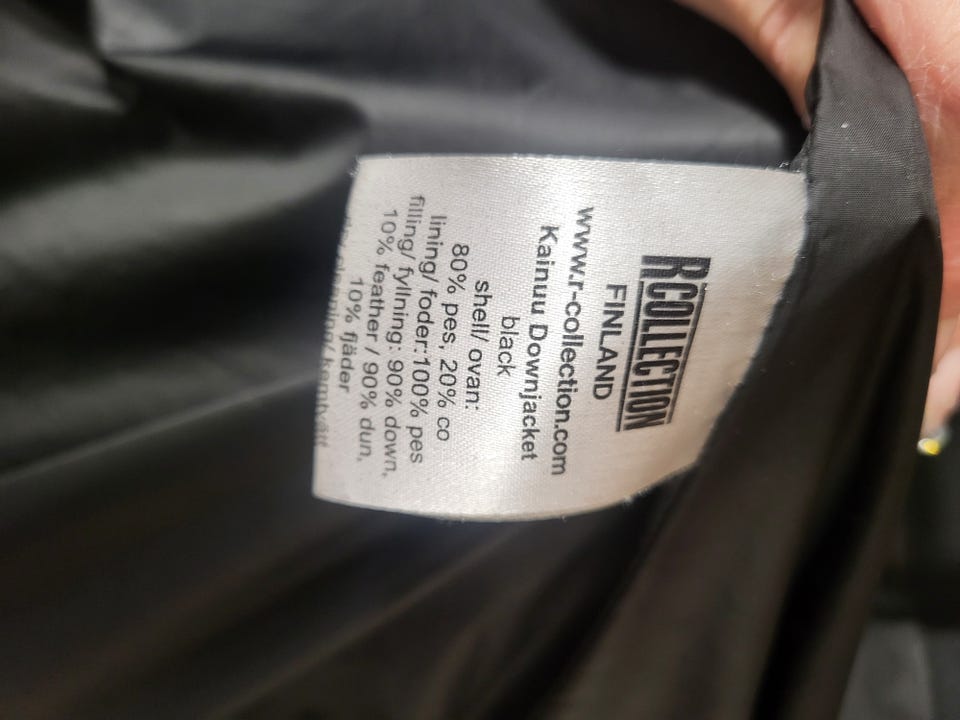 RCOLLECTION
FINLAND
www.r-collection.com
Kainuu Downjacket
black
shell/ ovan:
80% pes, 20% co
lining/ foder:100% pes
filling/ fyllning: 90% down,
10% feather / 90% dun,
10% fjäder
kemtvätt